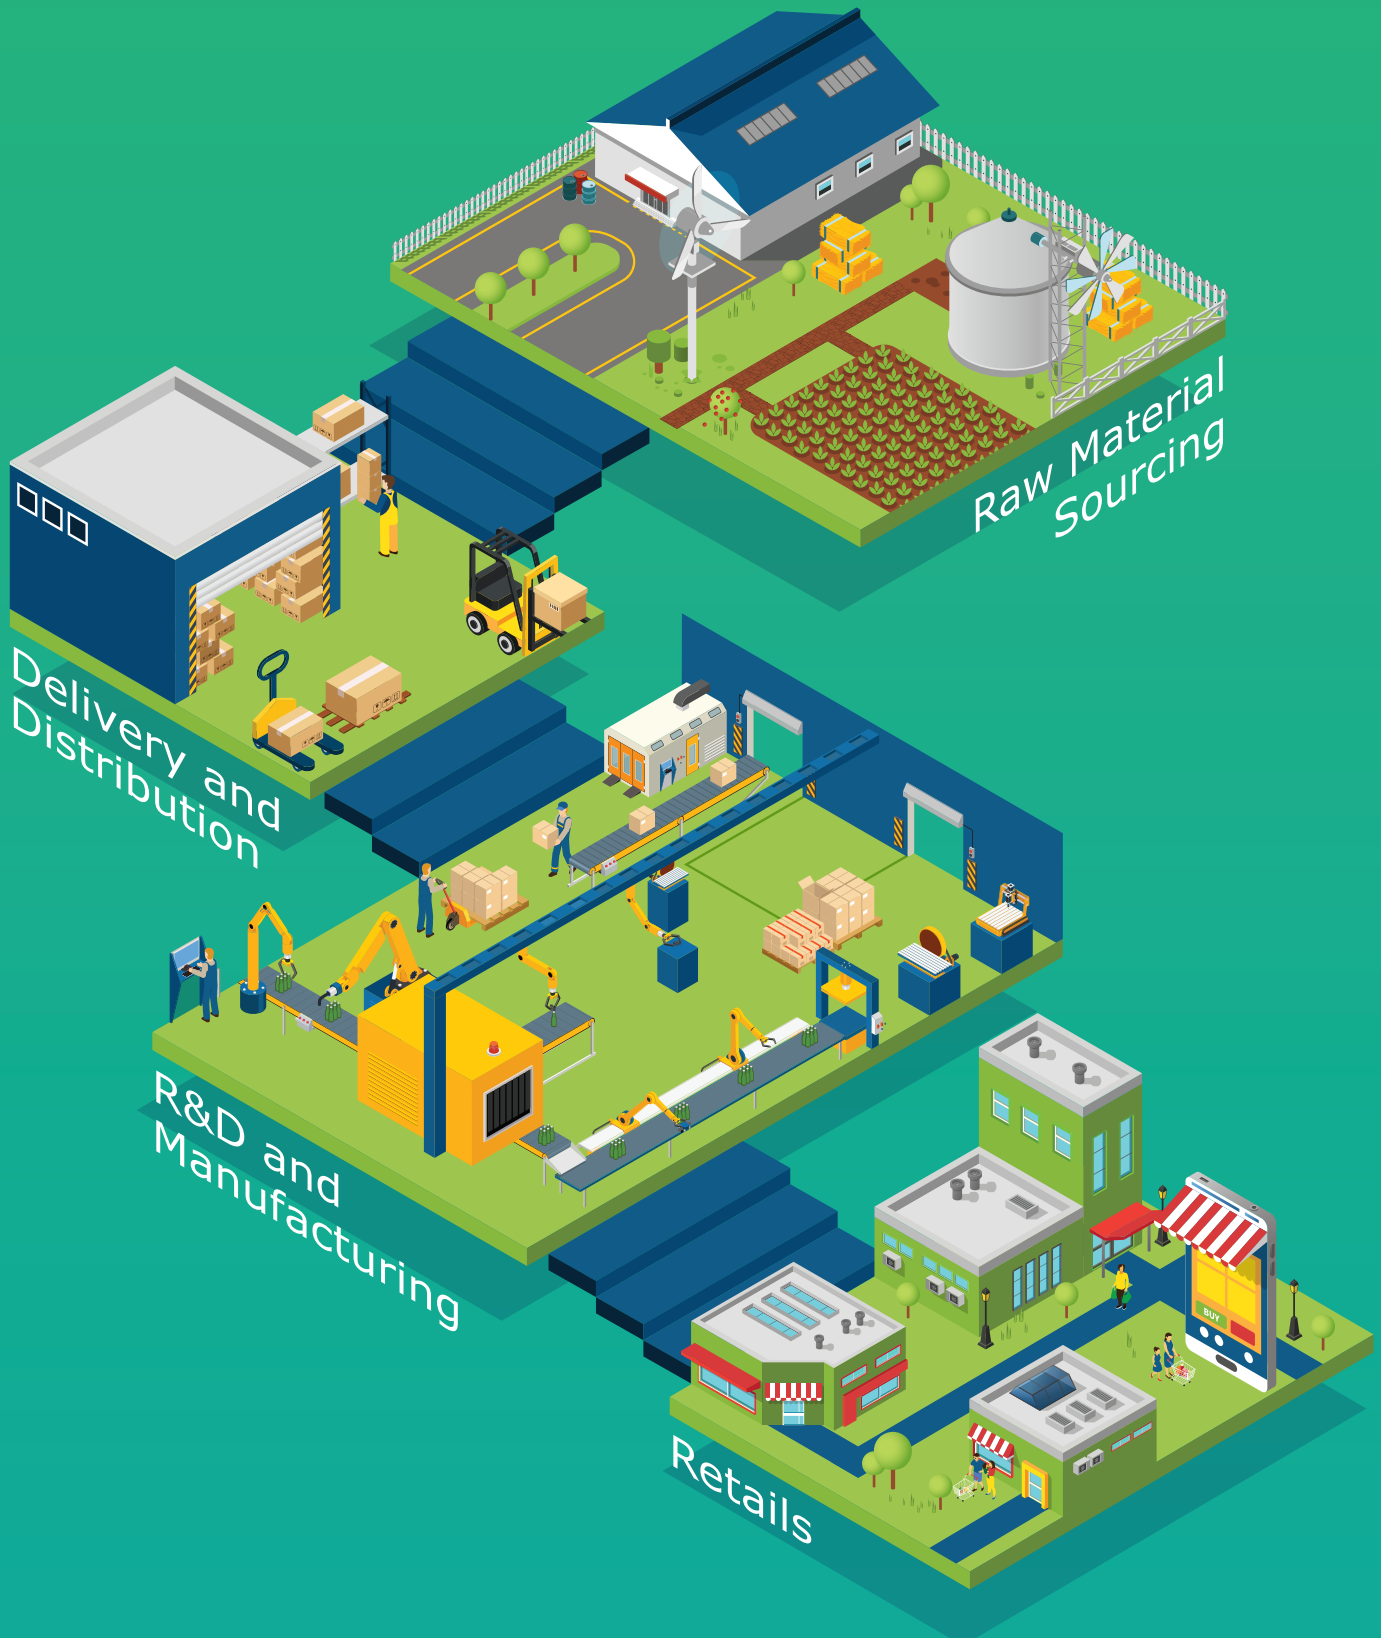 Raw Material
Sourcing
Delivery and
Distribution
R&D and
Manufacturing
BUY
Retails